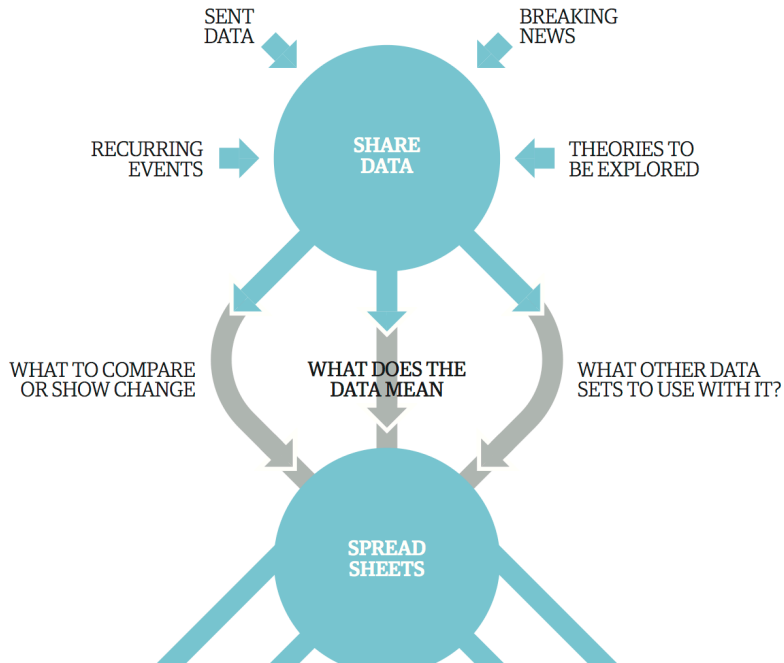 SENT
DATA
BREAKING
NEWS
RECURRING
EVENTS
SHARE
DATA
THEORIES TO
BE EXPLORED
WHAT TO COMPARE
OR SHOW CHANGE
WHAT DOES THE
DATA MEAN
WHAT OTHER DATA
SETS TO USE WITH IT?
SPREAD
SHEETS